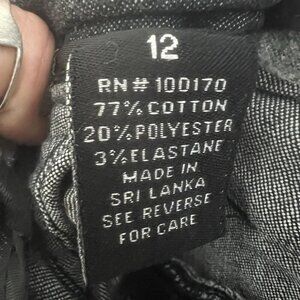 12
RN# 100170
77% COTTON
20% POLYESTER
3% ELASTANE
MADE IN
SRI LANKA
SEE REVERSE
FOR CARE